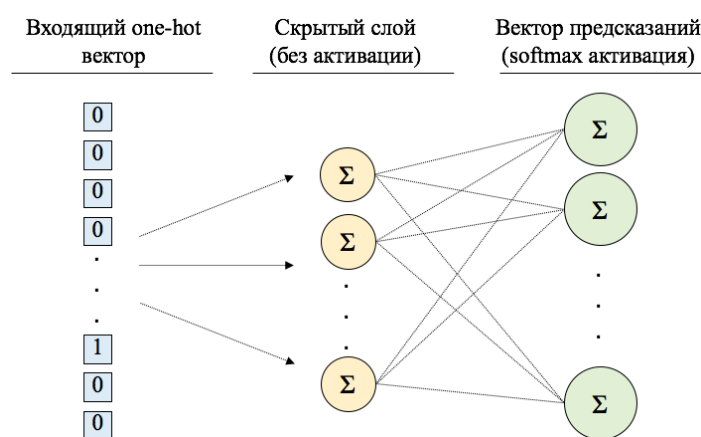 Входящий one-hot
вектор
Скрытый слой
(без активации)
Вектор предсказаний
(softmax активация)
0
0
0
0
1
0
0
Σ
Σ
Σ
Σ
Σ
Σ